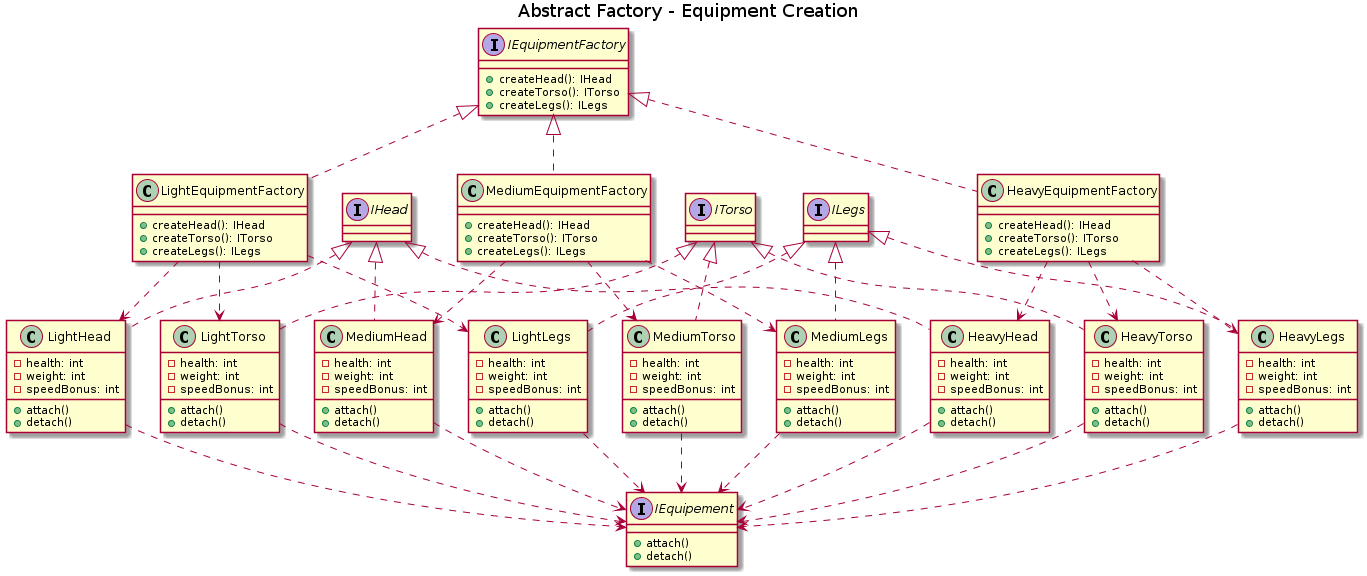 Abstract Factory - Equipment Creation
I IEquipmentFactory
createHead(): IHead
createTorso(): ITorso
createLegs(): ILegs
C LightEquipmentFactory
createHead(): IHead
createTorso(): ITorso
createLegs(): ILegs
I IHead
C MediumEquipmentFactory
createHead(): IHead
createTorso(): ITorso
createLegs(): ILegs
I ITorso
I ILegs
C HeavyEquipmentFactory
createHead(): IHead
createTorso(): ITorso
createLegs(): ILegs
C LightHead
health: int
weight: int
speedBonus: int
attach()
detach()
C LightTorso
health: int
weight: int
speedBonus: int
attach()
detach()
C MediumHead
health: int
weight: int
speedBonus: int
attach()
detach()
C LightLegs
health: int
weight: int
speedBonus: int
attach()
detach()
C MediumTorso
health: int
weight: int
speedBonus: int
attach()
detach()
C MediumLegs
health: int
weight: int
speedBonus: int
attach()
detach()
C HeavyHead
health: int
weight: int
speedBonus: int
attach()
detach()
C HeavyTorso
health: int
weight: int
speedBonus: int
attach()
detach()
C HeavyLegs
health: int
weight: int
speedBonus: int
attach()
detach()
I IEquipement
attach()
detach()